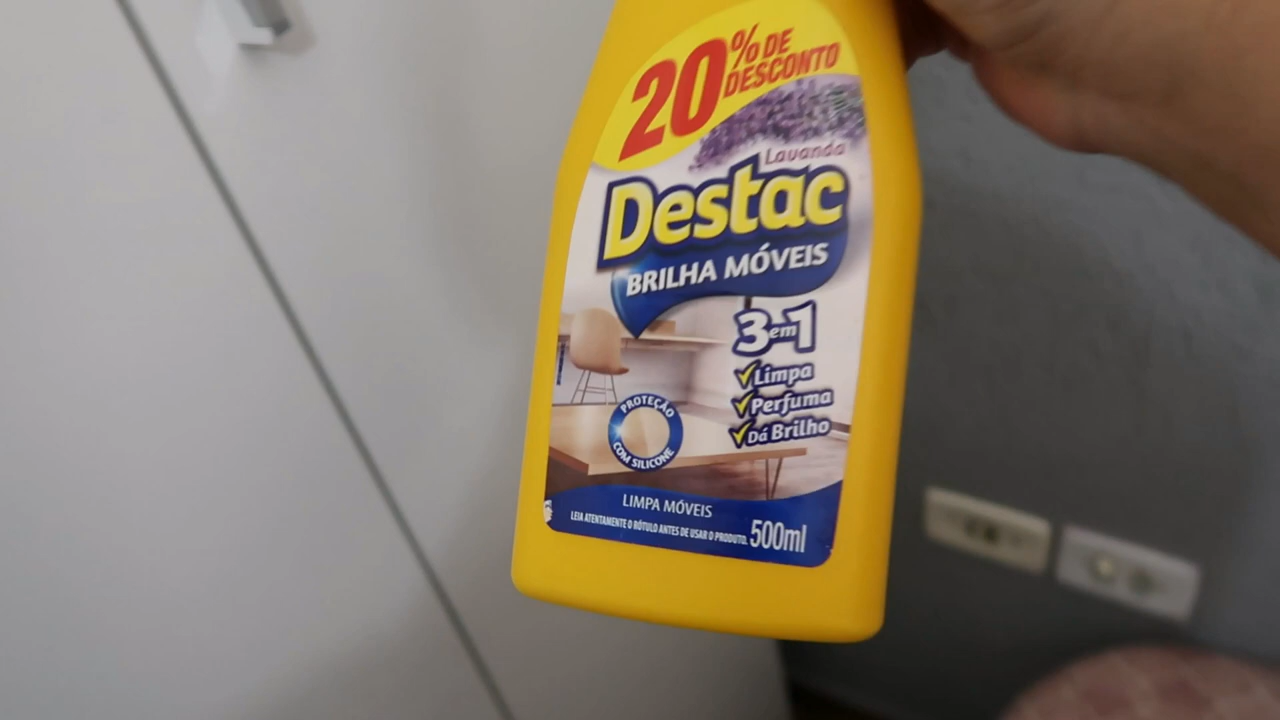 20% DE
DESCONTO
Lavanda
Destac
BRILHA MÓVEIS
3 em 1
Limpa
Perfuma
Dá Brilho
PROTEÇÃO
COM SILICONE
LIMPA MÓVEIS
LEIA ATENTAMENTE O RÓTULO ANTES DE USAR O PRODUTO.
500ml